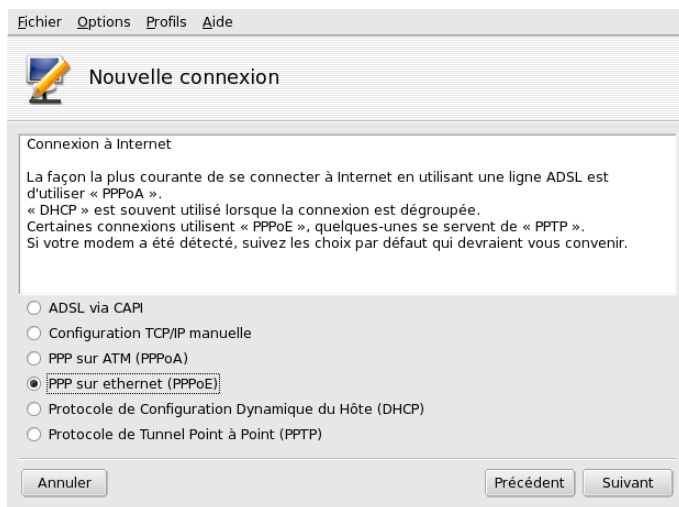 Fichier Options Profils Aide
Nouvelle connexion
Connexion à Internet
La façon la plus courante de se connecter à Internet en utilisant une ligne ADSL est
d'utiliser « PPPoA ».
« DHCP » est souvent utilisé lorsque la connexion est dégroupée.
Certaines connexions utilisent « PPPoE », quelques-unes se servent de « PPTP ».
Si votre modem a été détecté, suivez les choix par défaut qui devraient vous convenir.
ADSL via CAPI
Configuration TCP/IP manuelle
PPP sur ATM (PPPoA)
PPP sur ethernet (PPPoE)
Protocole de Configuration Dynamique du Hôte (DHCP)
Protocole de Tunnel Point à Point (PPTP)
Annuler Précédent Suivant